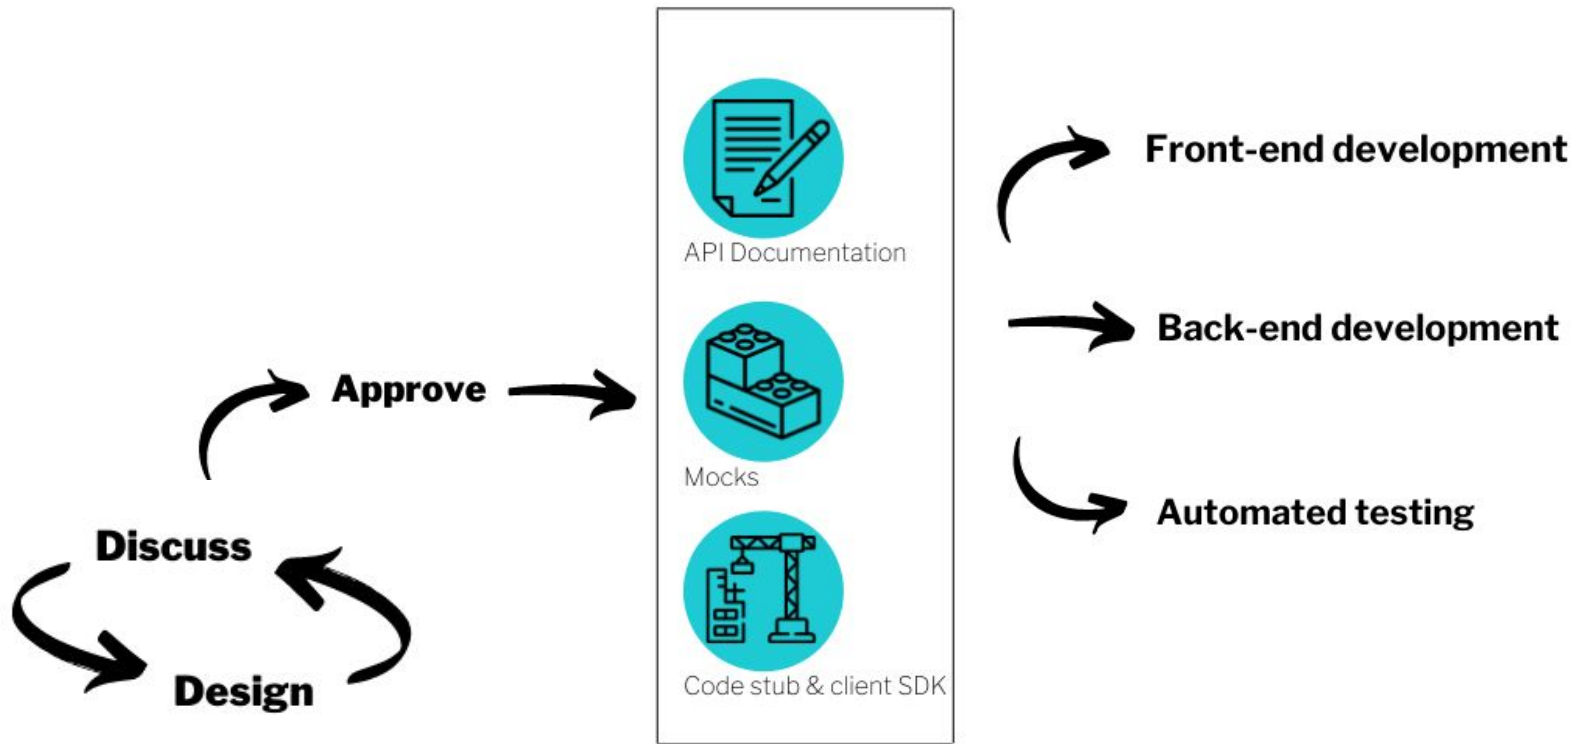 Discuss
Design
Approve
API Documentation
Mocks
Code stub & client SDK
Front-end development
Back-end development
Automated testing